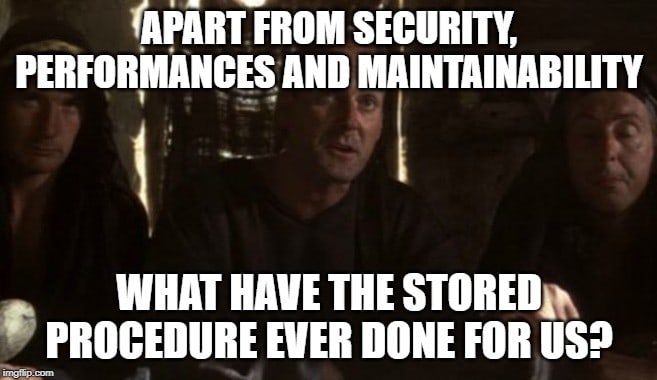 APART FROM SECURITY,
PERFORMANCES AND MAINTAINABILITY
WHAT HAVE THE STORED
PROCEDURE EVER DONE FOR US?
imgflip.com